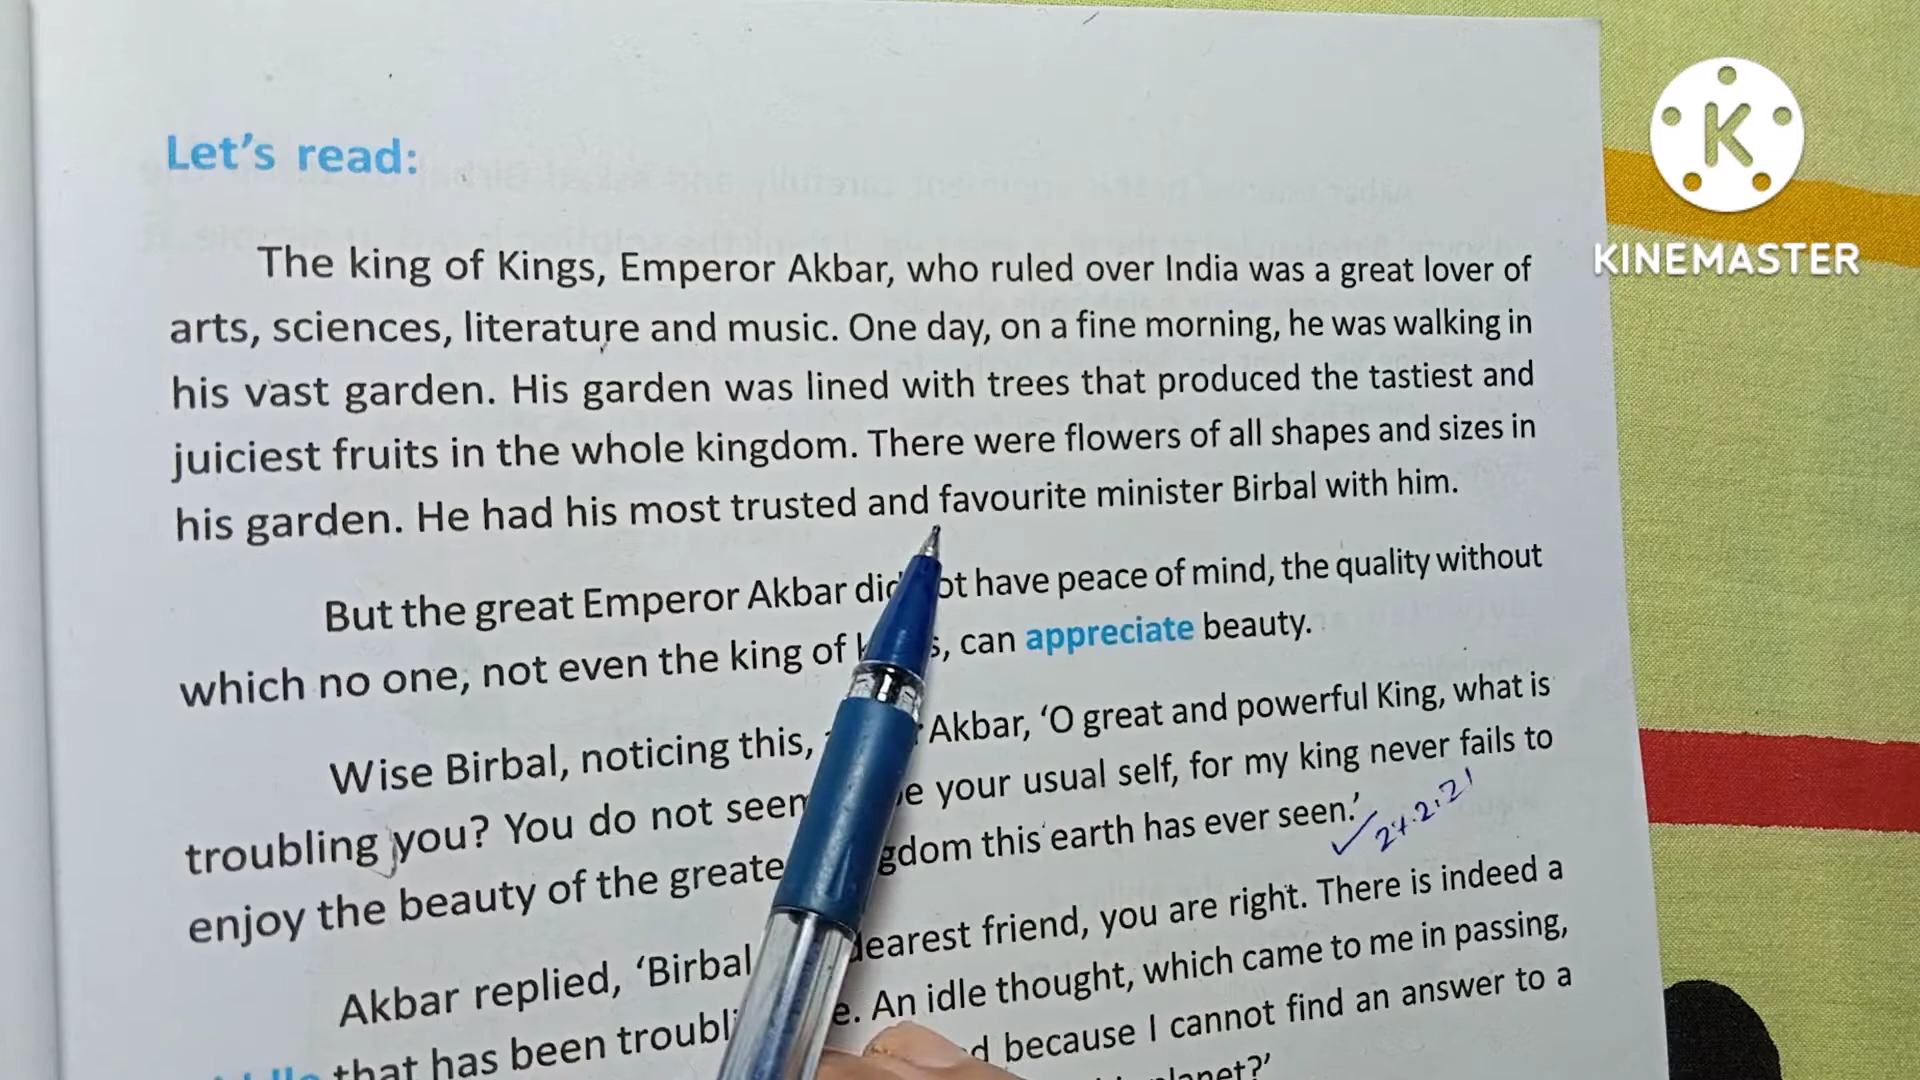 Let's read:
The king of Kings, Emperor Akbar, who ruled over India was a great lover of
arts, sciences, literature and music. One day, on a fine morning, he was walking in
his vast garden. His garden was lined with trees that produced the tastiest and
juiciest fruits in the whole kingdom. There were flowers of all shapes and sizes in
his garden. He had his most trusted and favourite minister Birbal with him.
But the great Emperor Akbar did have peace of mind, the quality without
which no one, not even the king of can appreciate beauty.
Wise Birbal, noticing this, Akbar, 'O great and powerful King, what is
troubling you? You do not seem your usual self, for my king never fails to
enjoy the beauty of the this earth has ever seen.'
Akbar replied, 'Birbal dearest friend, you are right. There is indeed a
that has been An idle thought, which came to me in passing,
because I cannot find an answer to a
K
KINEMASTER